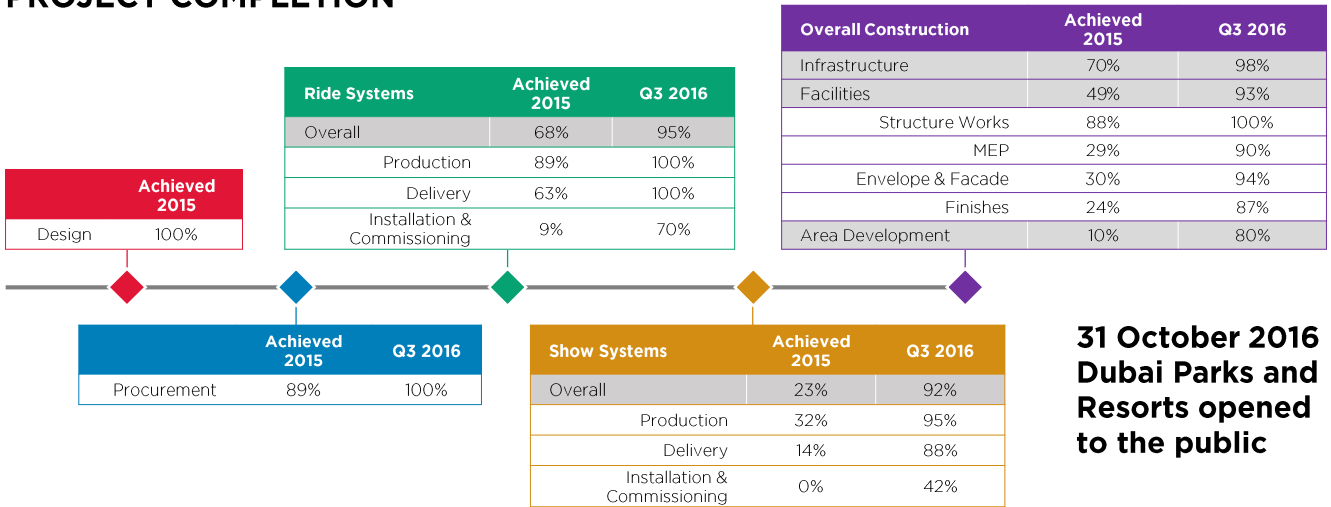 PROJECT COMPLETION
Achieved
2015
Design 100%
Achieved
2015 Q3 2016
Procurement 89% 100%
Ride Systems Achieved
2015 Q3 2016
Overall 68% 95%
Production 89% 100%
Delivery 63% 100%
Installation &
Commissioning 9% 70%
Show Systems Achieved
2015 Q3 2016
Overall 23% 92%
Production 32% 95%
Delivery 14% 88%
Installation &
Commissioning 0% 42%
Overall Construction Achieved
2015 Q3 2016
Infrastructure 70% 98%
Facilities 49% 93%
Structure Works 88% 100%
MEP 29% 90%
Envelope & Facade 30% 94%
Finishes 24% 87%
Area Development 10% 80%
31 October 2016
Dubai Parks and
Resorts opened
to the public